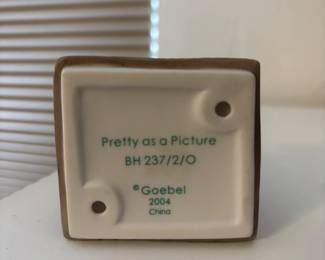 Pretty as a Picture
BH 237/2/O
©Goebel
2004
China